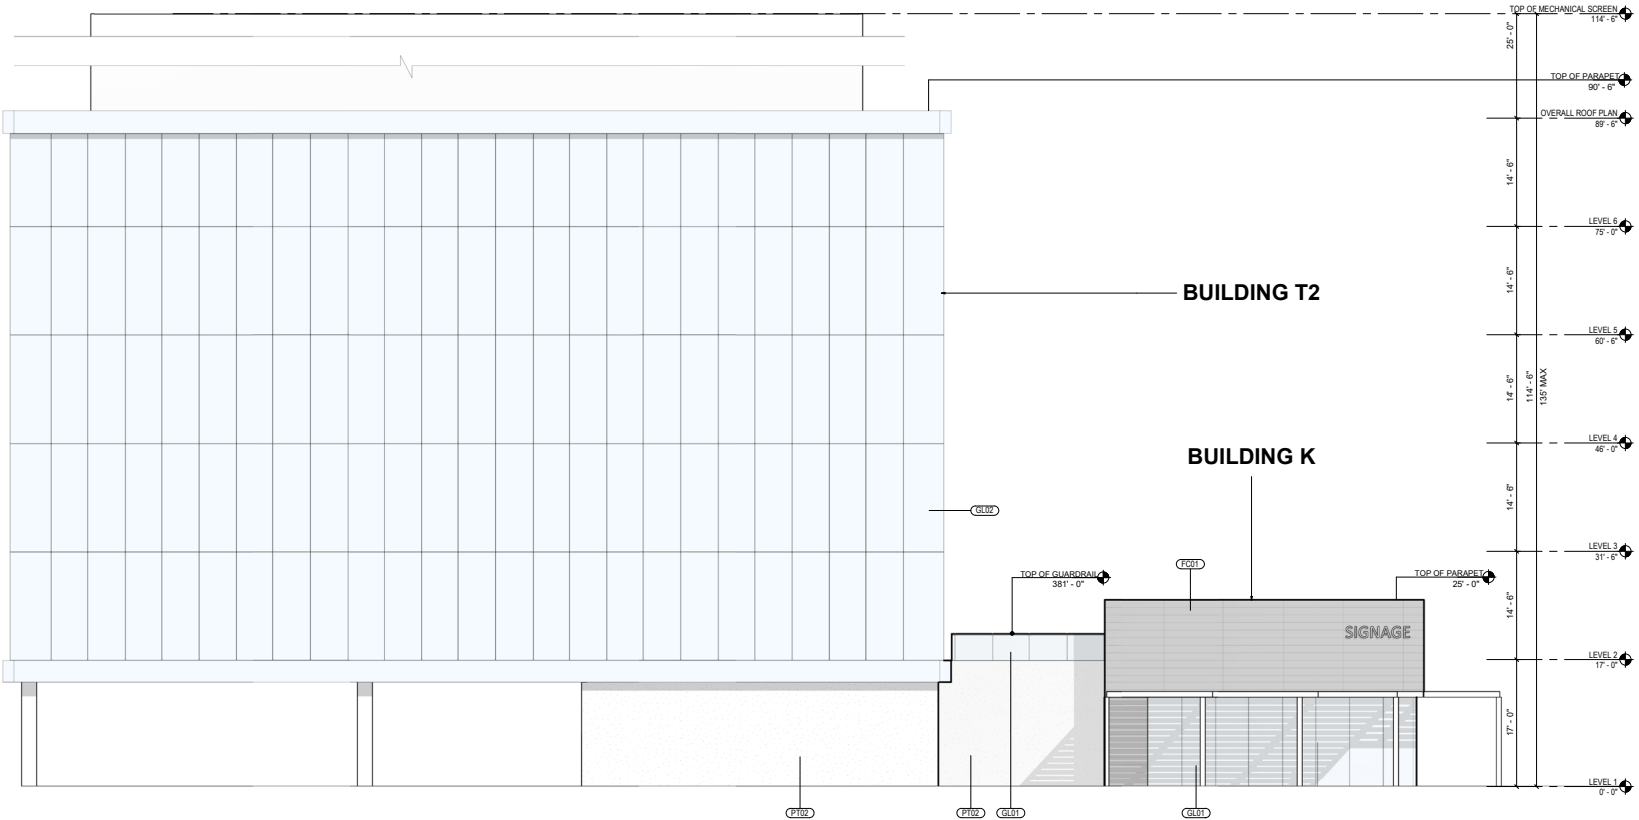 TOP OF MECHANICAL SCREEN
114' - 6"
25' - 0"
TOP OF PARAPET
90' - 6"
OVERALL ROOF PLAN
89' - 6"
14' - 6"
LEVEL 6
75' - 0"
14' - 6"
BUILDING T2
LEVEL 5
60' - 6"
14' - 6"
114' - 6"
135' MAX
LEVEL 4
46' - 0"
BUILDING K
14' - 6"
GL02
LEVEL 3
31' - 6"
FC01
TOP OF GUARDRAIL
381' - 0"
TOP OF PARAPET
25' - 0"
14' - 6"
SIGNAGE
LEVEL 2
17' - 0"
17' - 0"
LEVEL 1
0' - 0"
PT02
PT02
GL01
GL01